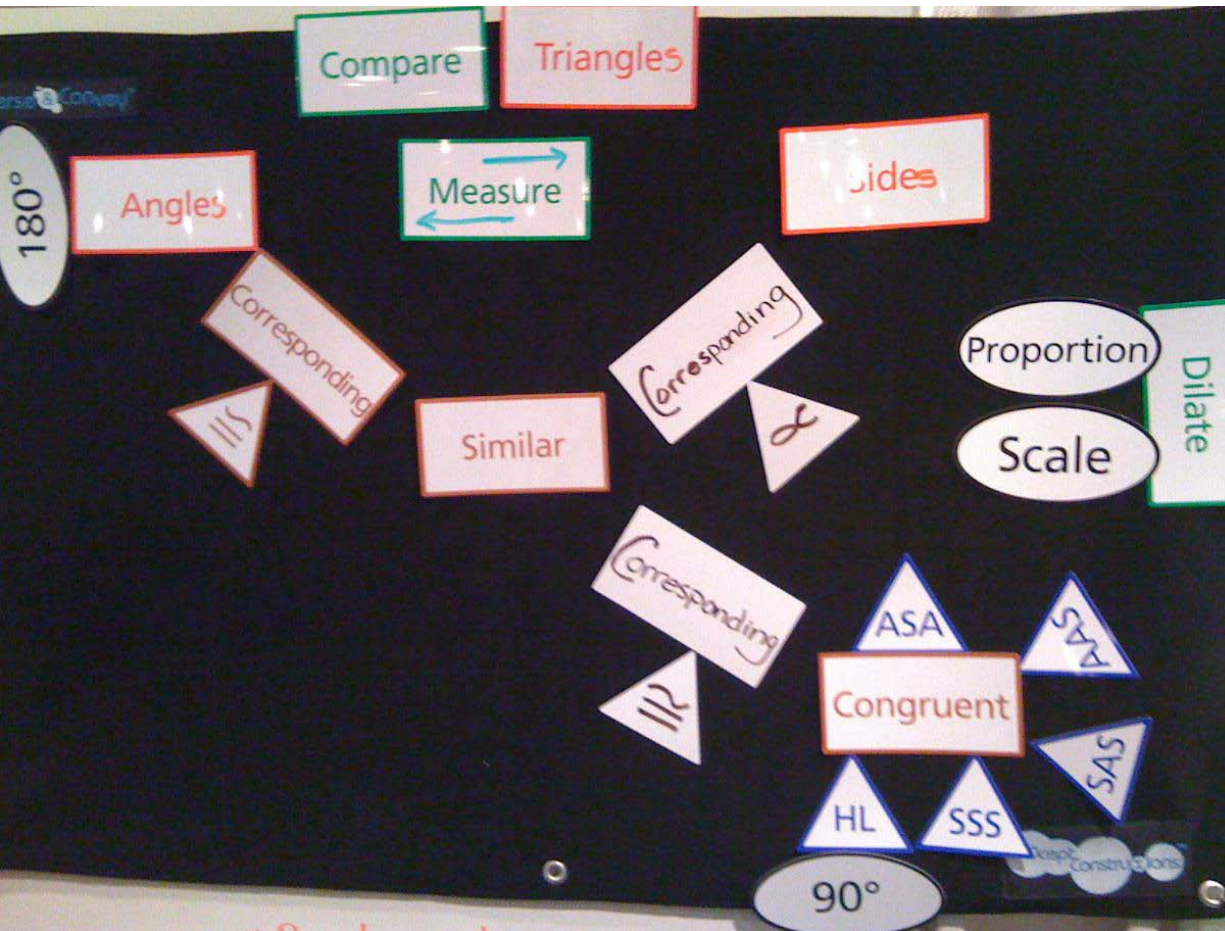 Compare
Triangles
& Convey
180°
Angles
Measure
Sides
Corresponding
≅
Similar
Corresponding
∝
Proportion
Scale
Dilate
Corresponding
≅
ASA
AAS
Congruent
SAS
HL
SSS
90°